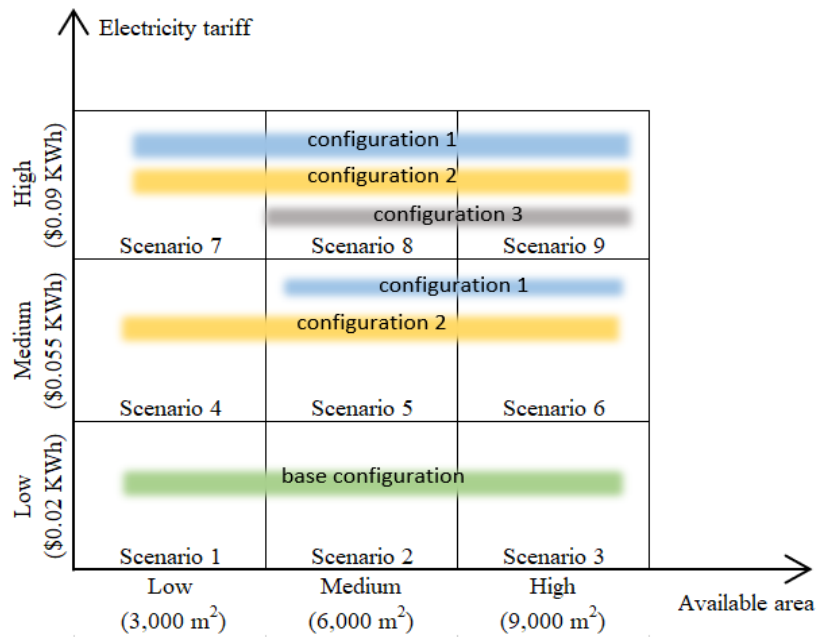 Electricity tariff
High
($0.09 KWh)
configuration 1
configuration 2
configuration 3
Scenario 7
Scenario 8
Scenario 9
Medium
($0.055 KWh)
configuration 1
configuration 2
Scenario 4
Scenario 5
Scenario 6
Low
($0.02 KWh)
base configuration
Scenario 1
Scenario 2
Scenario 3
Low
(3,000 m²)
Medium
(6,000 m²)
High
(9,000 m²)
Available area